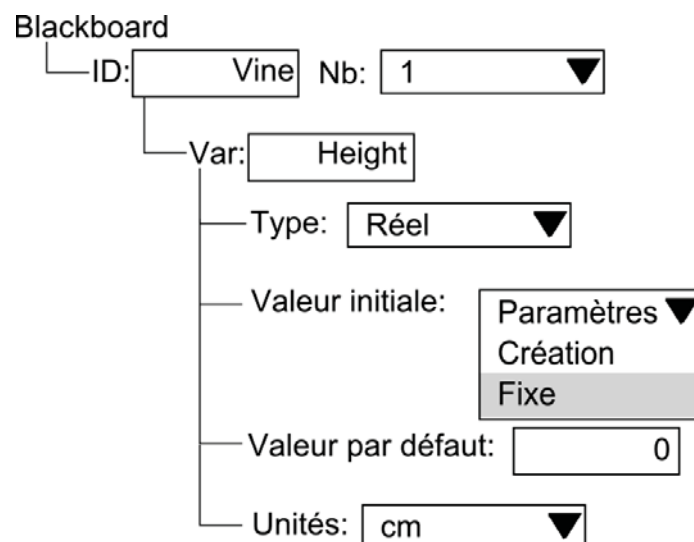 Blackboard
ID: Vine Nb: 1
Var: Height
Type: Réel
Valeur initiale: Paramètres
Création
Fixe
Valeur par défaut: 0
Unités: cm